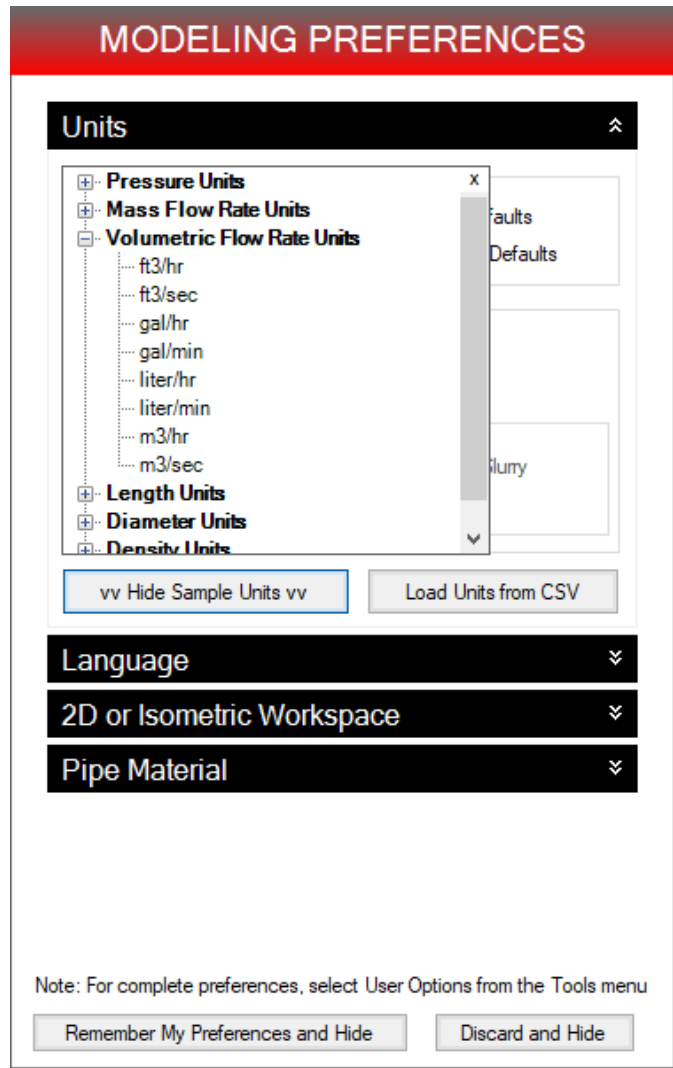 MODELING PREFERENCES
Units
Pressure Units
x
Mass Flow Rate Units
Volumetric Flow Rate Units
Defaults
ft3/hr
ft3/sec
gal/hr
gal/min
liter/hr
liter/min
m3/hr
m3/sec
Length Units
Diameter Units
Density Units
vv Hide Sample Units vv
Load Units from CSV
Language
2D or Isometric Workspace
Pipe Material
Note: For complete preferences, select User Options from the Tools menu
Remember My Preferences and Hide
Discard and Hide